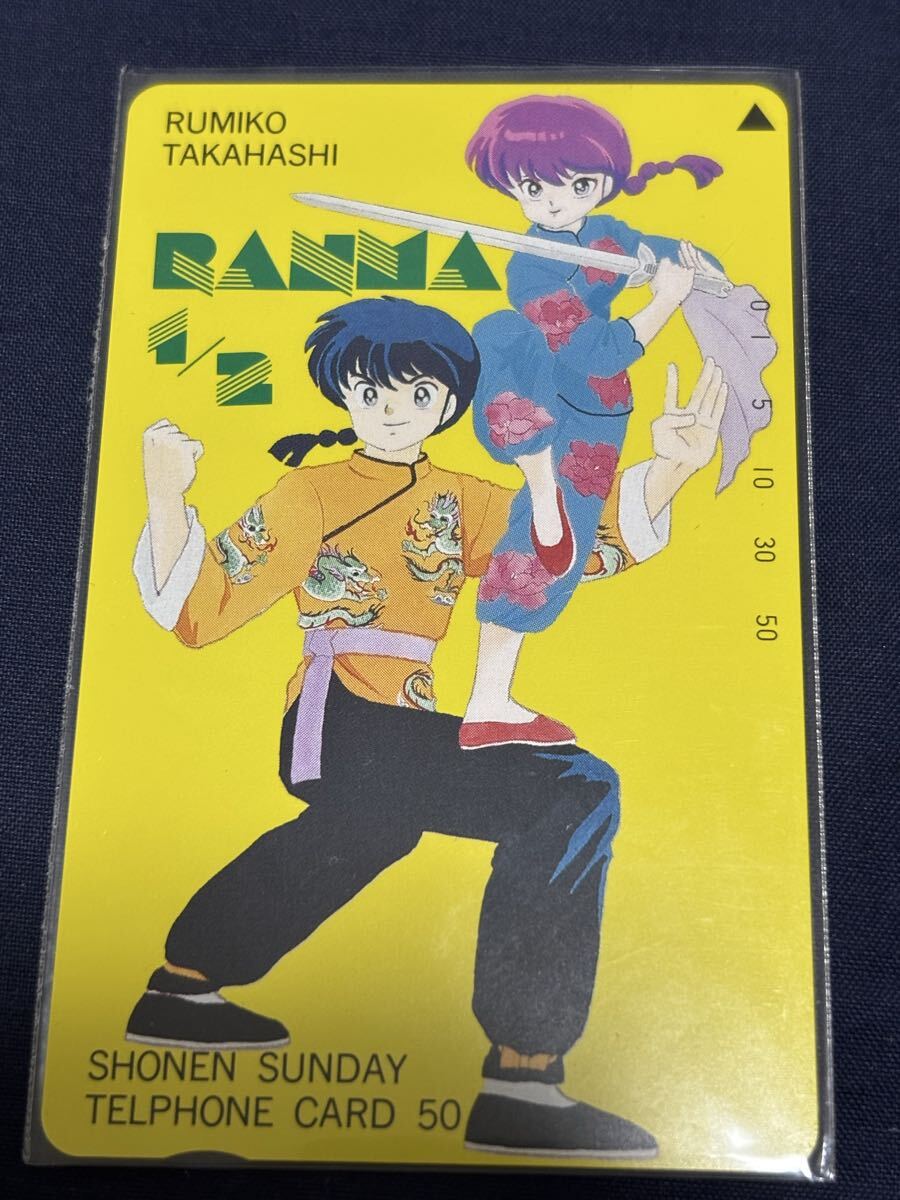 RUMIKO
TAKAHASHI
RANMA
1/2
0
1
5
10
30
50
SHONEN SUNDAY
TELPHONE CARD 50